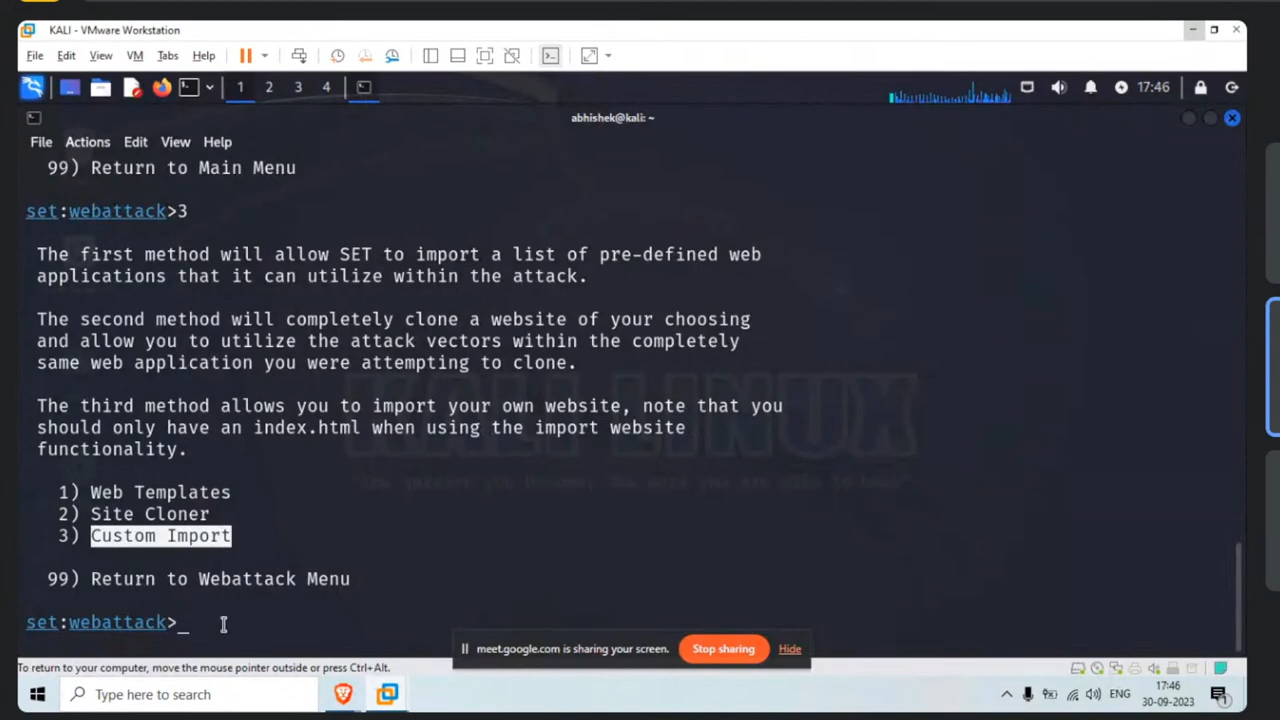 KALI - VMware Workstation
File Edit View VM Tabs Help
1 2 3 4 17:46
abhishek@kali: ~
File Actions Edit View Help
99) Return to Main Menu
set:webattack>3
The first method will allow SET to import a list of pre-defined web
applications that it can utilize within the attack.
The second method will completely clone a website of your choosing
and allow you to utilize the attack vectors within the completely
same web application you were attempting to clone.
The third method allows you to import your own website, note that you
should only have an index.html when using the import website
functionality.
1) Web Templates
2) Site Cloner
3) Custom Import
99) Return to Webattack Menu
set:webattack>_
KALI LINUX
meet.google.com is sharing your screen. Stop sharing Hide
To return to your computer, move the mouse pointer outside or press Ctrl+Alt.
Type here to search
ENG 17:46
30-09-2023
1